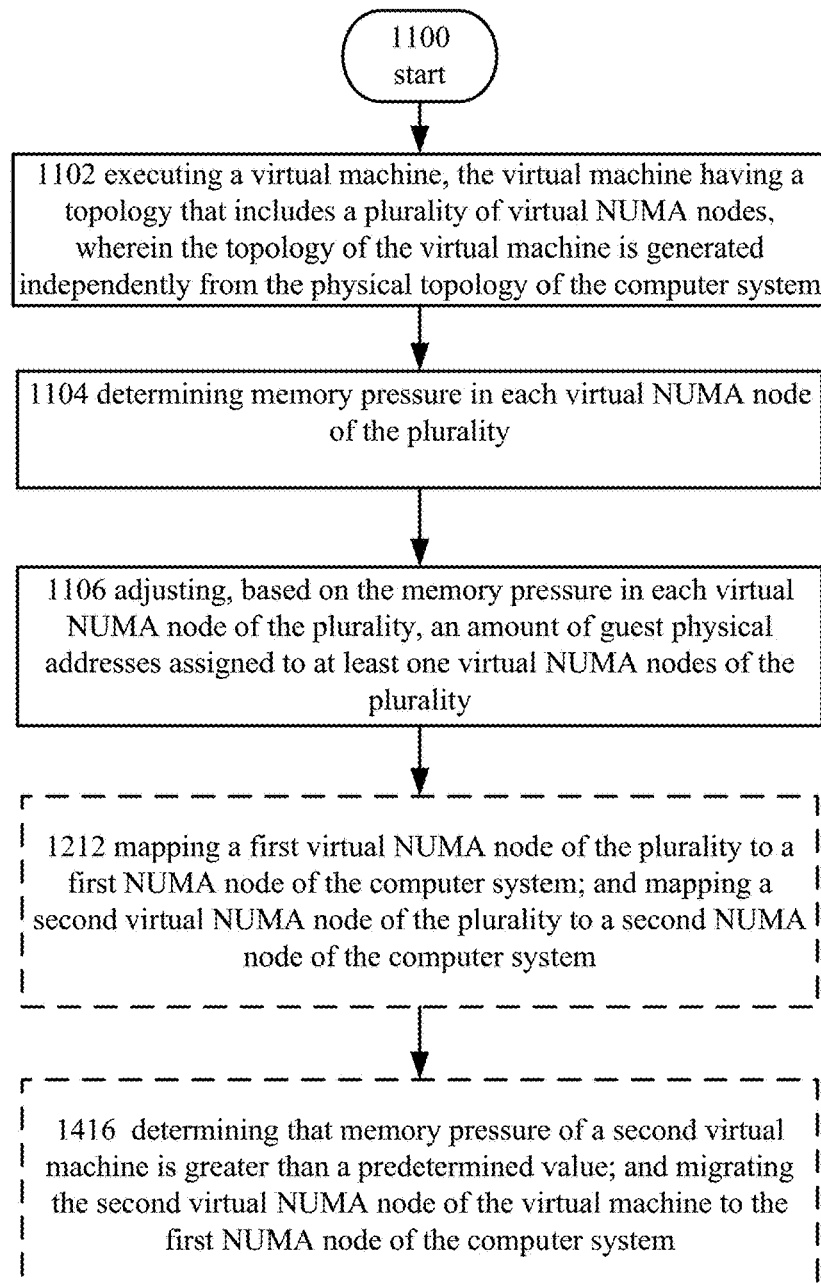 1100
start
1102 executing a virtual machine, the virtual machine having a
topology that includes a plurality of virtual NUMA nodes,
wherein the topology of the virtual machine is generated
independently from the physical topology of the computer system
1104 determining memory pressure in each virtual NUMA node
of the plurality
1106 adjusting, based on the memory pressure in each virtual
NUMA node of the plurality, an amount of guest physical
addresses assigned to at least one virtual NUMA nodes of the
plurality
1212 mapping a first virtual NUMA node of the plurality to a
first NUMA node of the computer system; and mapping a
second virtual NUMA node of the plurality to a second NUMA
node of the computer system
1416 determining that memory pressure of a second virtual
machine is greater than a predetermined value; and migrating
the second virtual NUMA node of the virtual machine to the
first NUMA node of the computer system